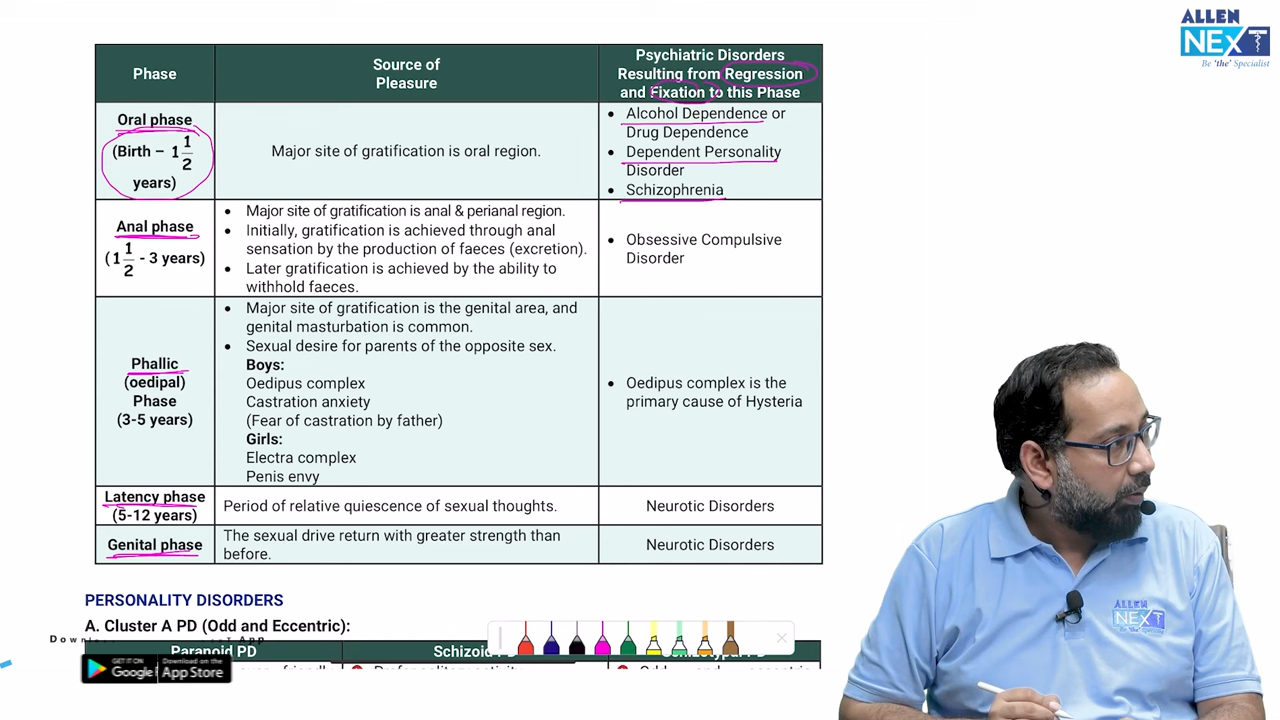 ALLEN
NEXT
Be 'the' Specialist
Phase
Source of
Pleasure
Psychiatric Disorders
Resulting from Regression
and Fixation to this Phase
Oral phase
(Birth – 1 1/2
years)
Major site of gratification is oral region.
• Alcohol Dependence or
Drug Dependence
• Dependent Personality
Disorder
• Schizophrenia
Anal phase
(1 1/2 - 3 years)
• Major site of gratification is anal & perianal region.
• Initially, gratification is achieved through anal
sensation by the production of faeces (excretion).
• Later gratification is achieved by the ability to
withhold faeces.
• Obsessive Compulsive
Disorder
Phallic
(oedipal)
Phase
(3-5 years)
• Major site of gratification is the genital area, and
genital masturbation is common.
• Sexual desire for parents of the opposite sex.
Boys:
Oedipus complex
Castration anxiety
(Fear of castration by father)
Girls:
Electra complex
Penis envy
• Oedipus complex is the
primary cause of Hysteria
Latency phase
(5-12 years)
Period of relative quiescence of sexual thoughts.
Neurotic Disorders
Genital phase
The sexual drive return with greater strength than
before.
Neurotic Disorders
PERSONALITY DISORDERS
A. Cluster A PD (Odd and Eccentric):
App
Paranoid PD
Schizoid PD
GET IT ON
Google
Download on the
App Store
ALLEN
NEXT
Be 'the' Specialist